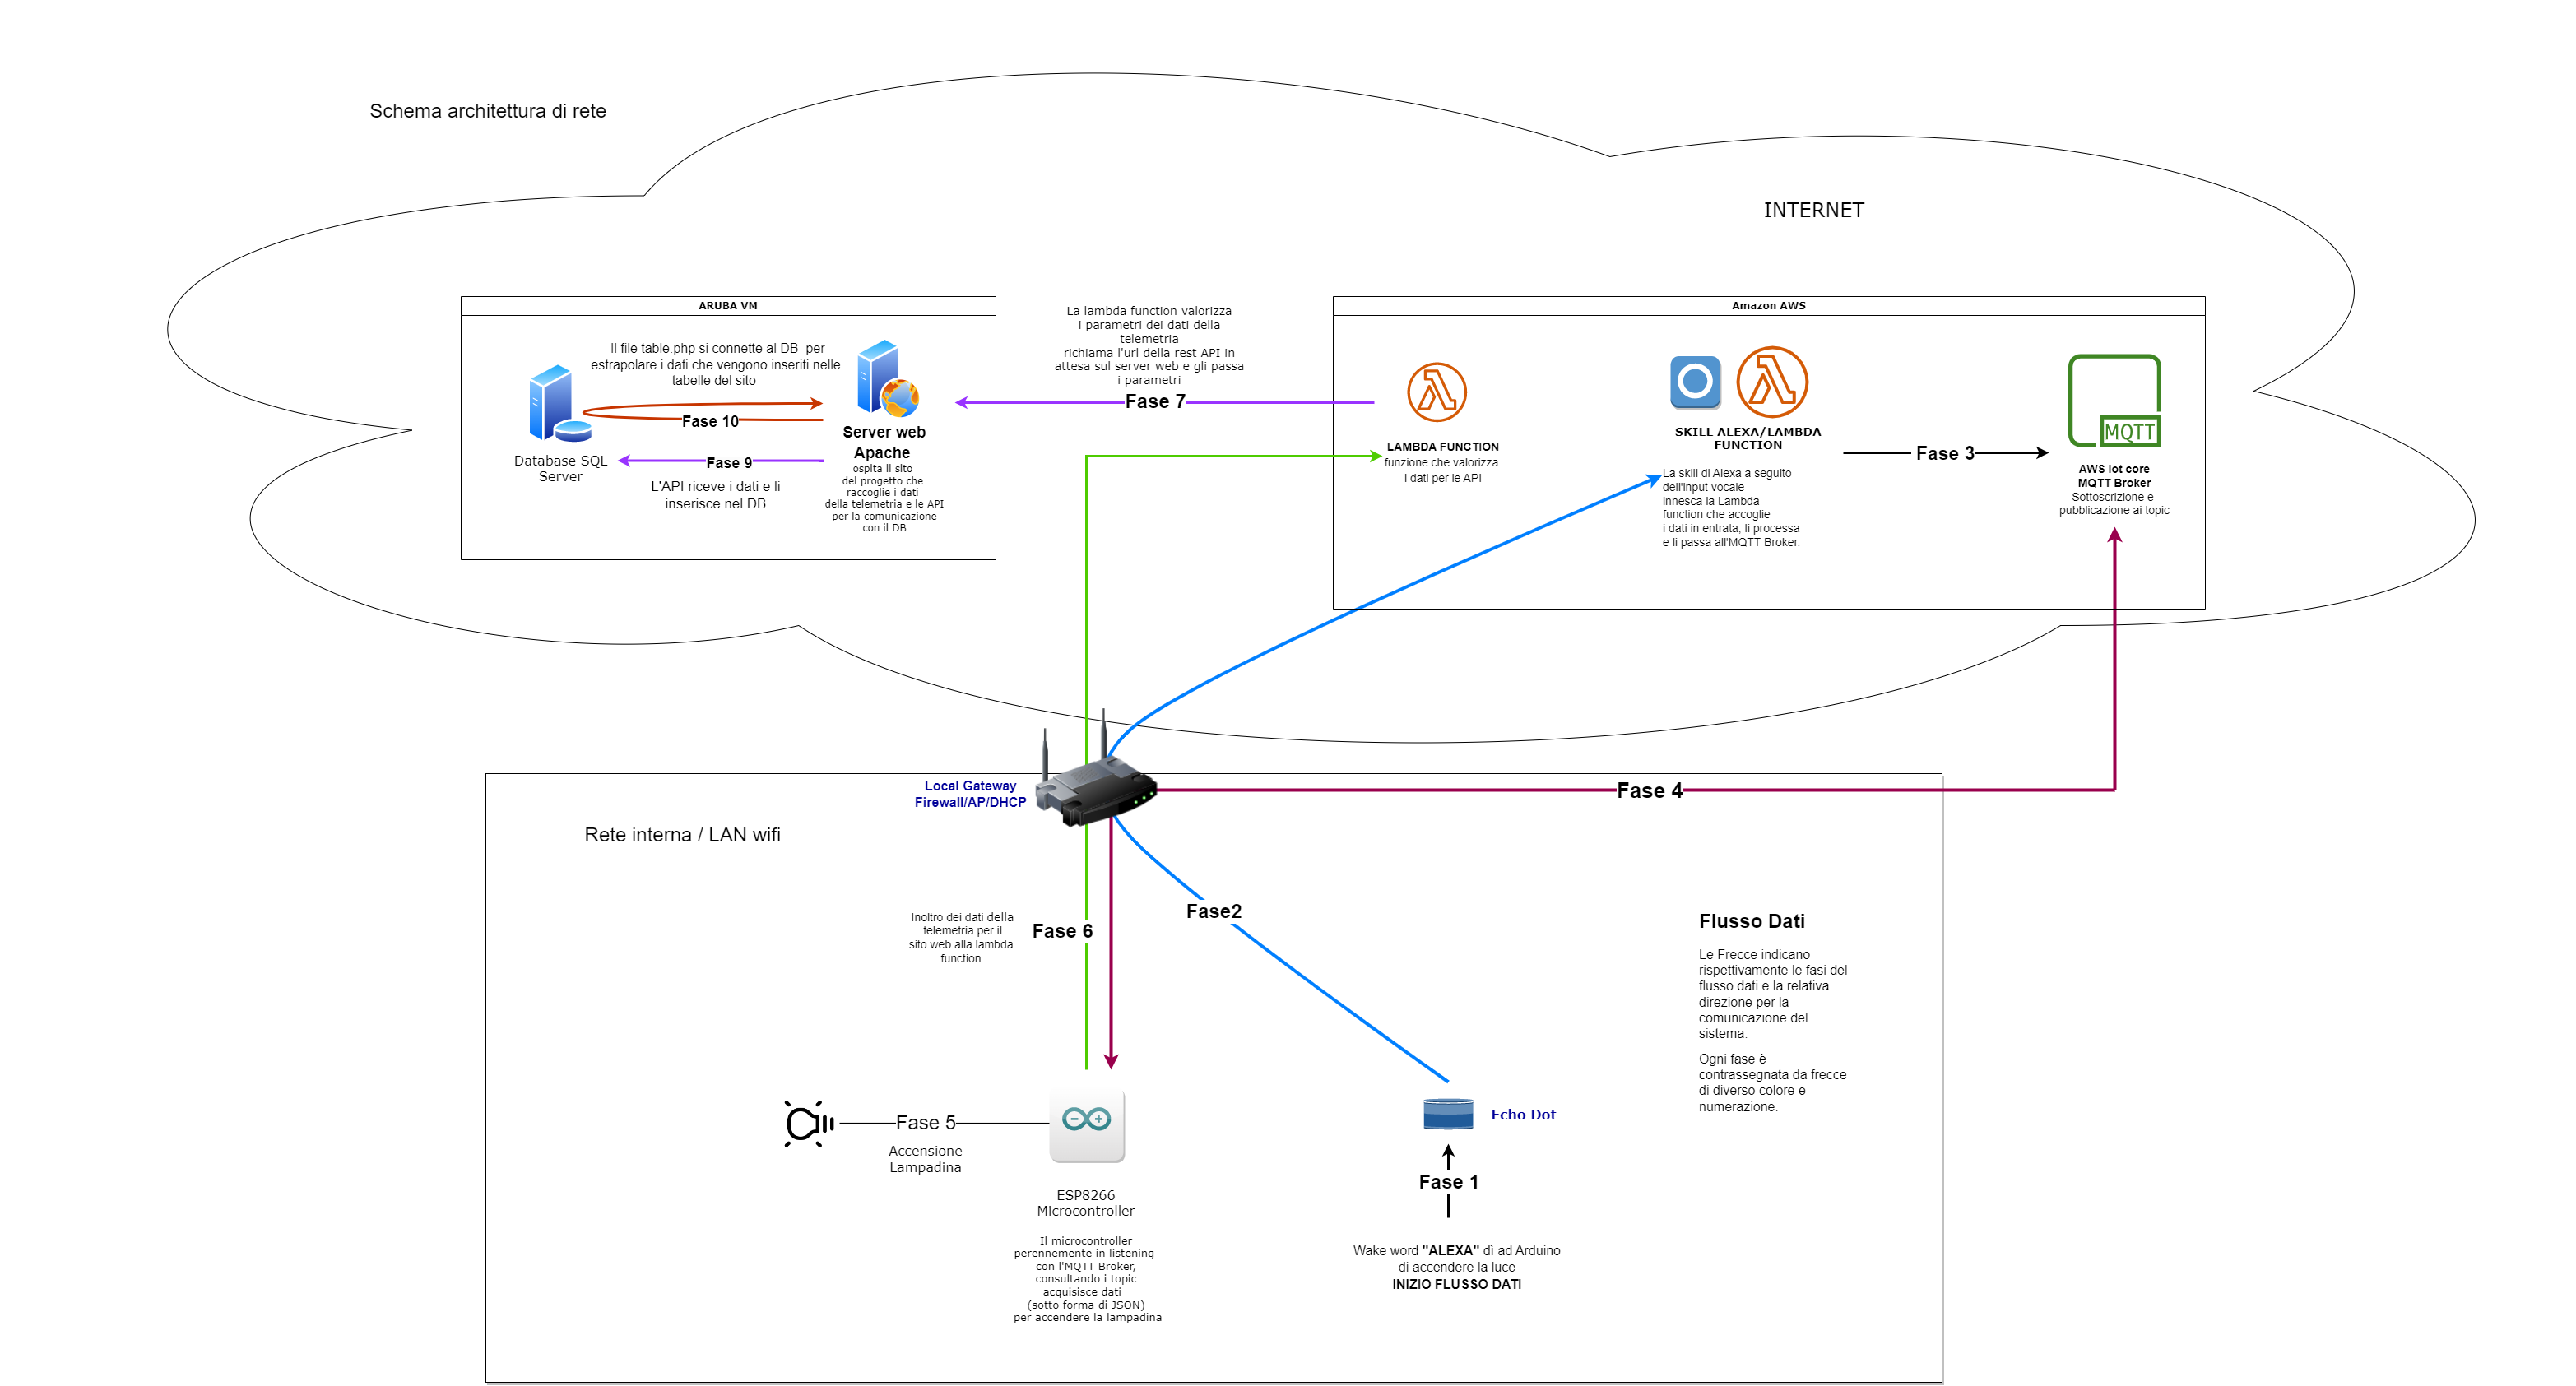 Schema architettura di rete
INTERNET
ARUBA VM
Il file table.php si connette al DB per
estrapolare i dati che vengono inseriti nelle
tabelle del sito
Fase 10
Database SQL
Server
Fase 9
L'API riceve i dati e li
inserisce nel DB
Server web
Apache
ospita il sito
del progetto che
raccoglie i dati
della telemetria e le API
per la comunicazione
con il DB
La lambda function valorizza
i parametri dei dati della
telemetria
richiama l'url della rest API in
attesa sul server web e gli passa
i parametri
Fase 7
Amazon AWS
LAMBDA FUNCTION
funzione che valorizza
i dati per le API
SKILL ALEXA/LAMBDA
FUNCTION
La skill di Alexa a seguito
dell'input vocale
innesca la Lambda
function che accoglie
i dati in entrata, li processa
e li passa all'MQTT Broker.
Fase 3
MQTT
AWS iot core
MQTT Broker
Sottoscrizione e
pubblicazione ai topic
Local Gateway
Firewall/AP/DHCP
Fase 4
Rete interna / LAN wifi
Inoltro dei dati della
telemetria per il
sito web alla lambda
function
Fase 6
Fase2
Flusso Dati
Le Frecce indicano
rispettivamente le fasi del
flusso dati e la relativa
direzione per la
comunicazione del
sistema.
Ogni fase è
contrassegnata da frecce
di diverso colore e
numerazione.
Fase 5
Accensione
Lampadina
ESP8266
Microcontroller
Il microcontroller
perennemente in listening
con l'MQTT Broker,
consultando i topic
acquisisce dati
(sotto forma di JSON)
per accendere la lampadina
Echo Dot
Fase 1
Wake word "ALEXA" dì ad Arduino
di accendere la luce
INIZIO FLUSSO DATI